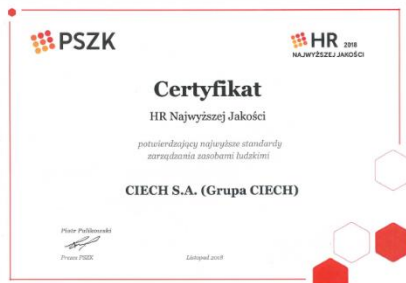 PSZK
HR 2018
NAJWYŻSZEJ JAKOŚCI
Certyfikat
HR Najwyższej Jakości
potwierdzający najwyższe standardy
zarządzania zasobami ludzkimi
CIECH S.A. (Grupa CIECH)
Piotr Palikowski
Prezes PSZK
Listopad 2018